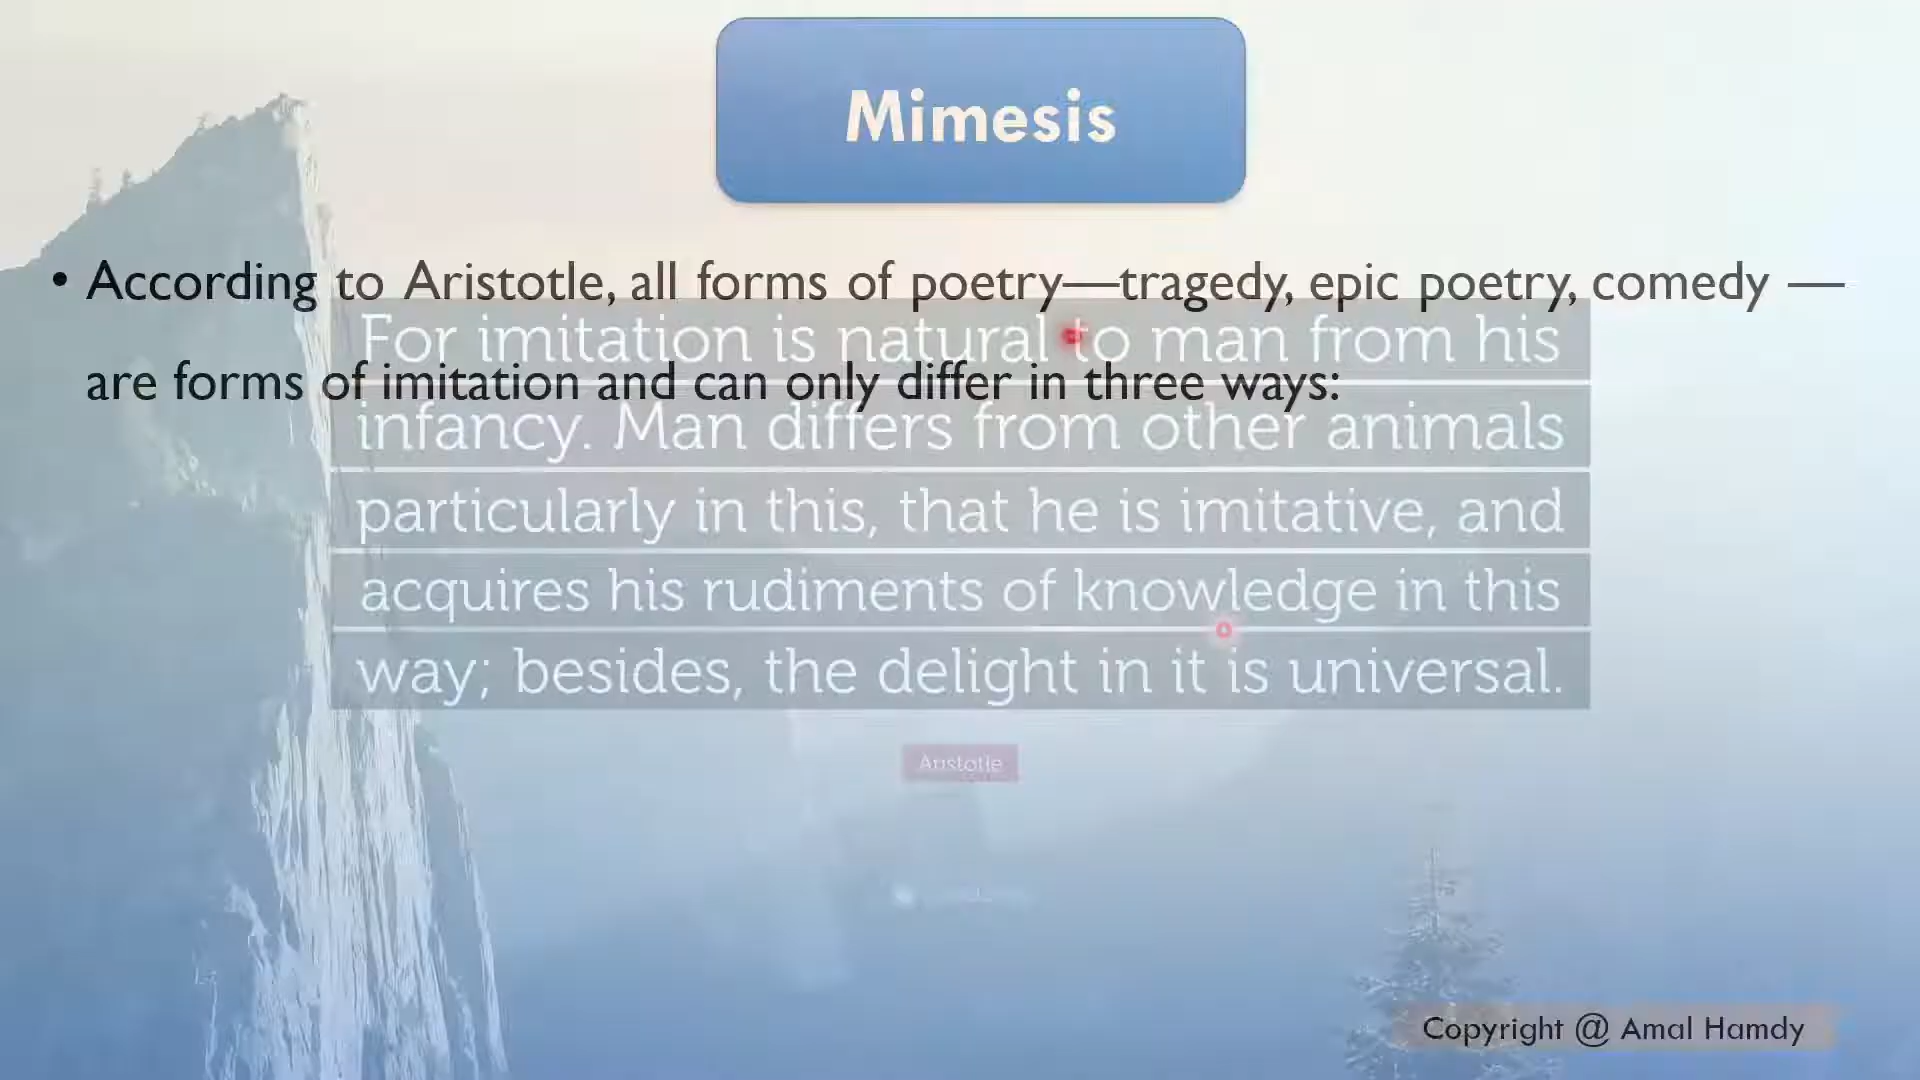 Mimesis
• According to Aristotle, all forms of poetry—tragedy, epic poetry, comedy —
are forms of imitation and can only differ in three ways:
For imitation is natural to man from his
infancy. Man differs from other animals
particularly in this, that he is imitative, and
acquires his rudiments of knowledge in this
way; besides, the delight in it is universal.
Aristotle
Copyright @ Amal Hamdy